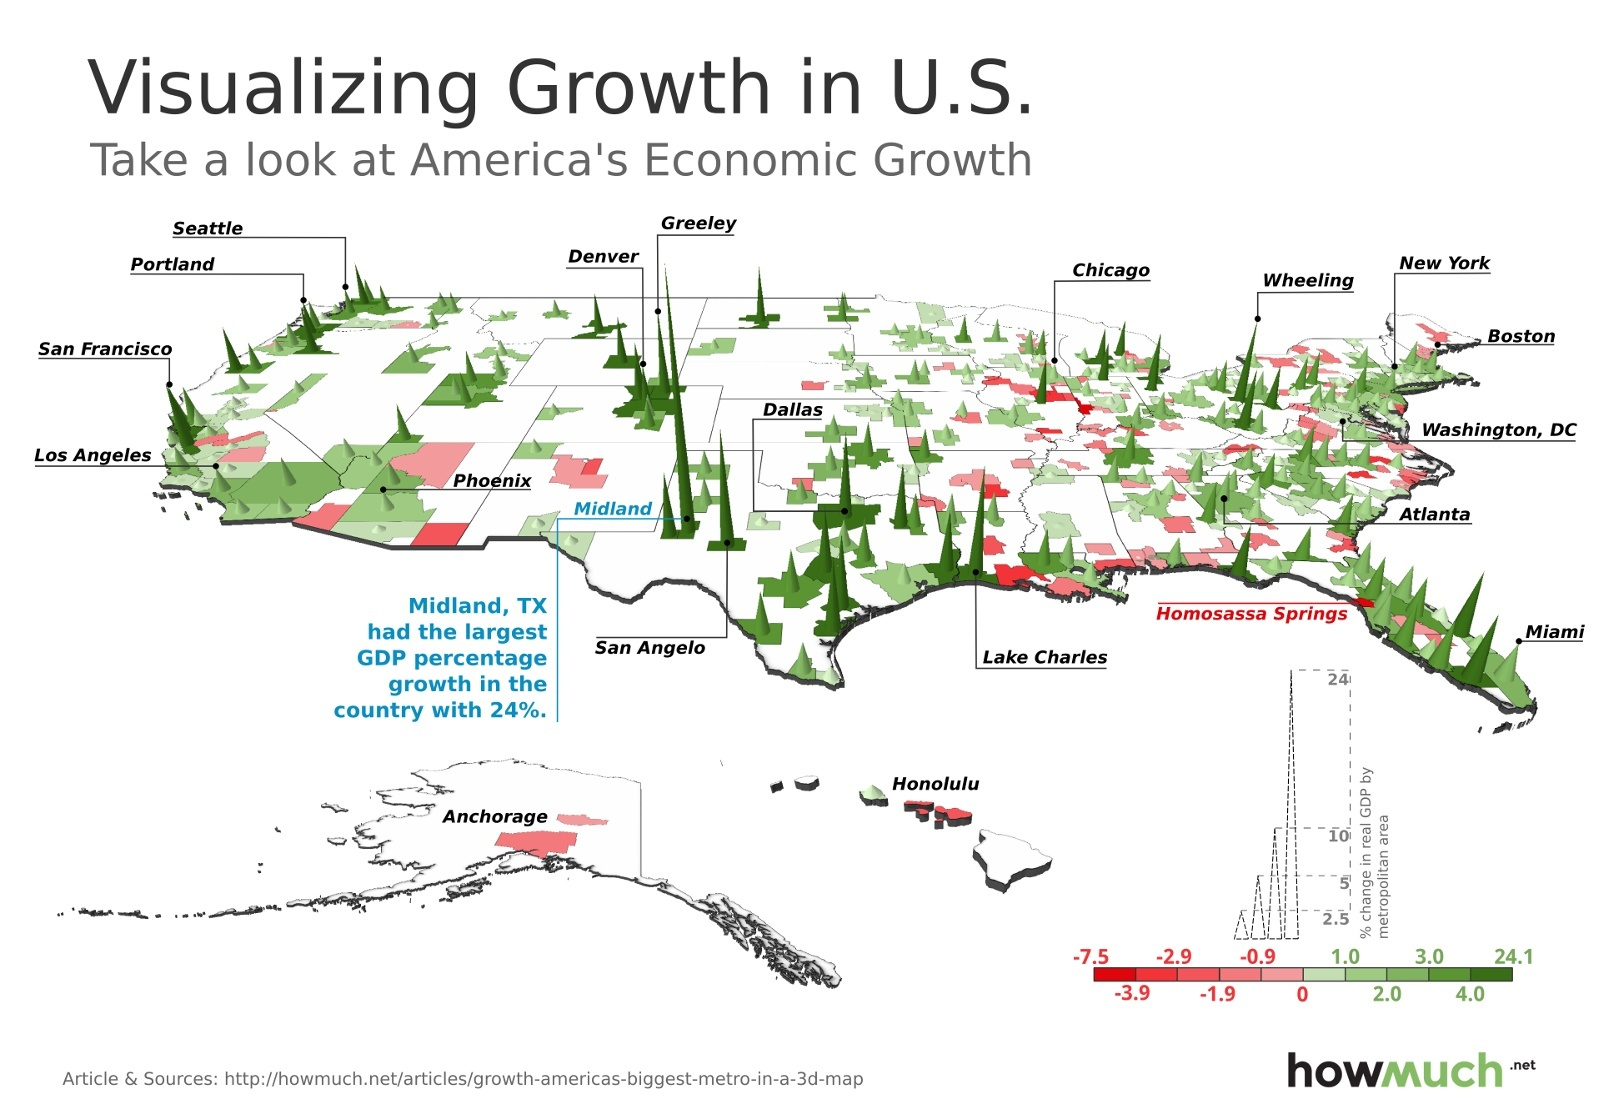 Visualizing Growth in U.S.
Take a look at America's Economic Growth
Greeley
Seattle
Denver
Portland
New York
Chicago
Wheeling
Boston
San Francisco
Dallas
Washington, DC
Los Angeles
Phoenix
Midland
Atlanta
Midland, TX
had the largest
GDP percentage
growth in the
country with 24%.
Homosassa Springs
Miami
San Angelo
Lake Charles
24
10
5
2.5
% change in real GDP by
metropolitan area
Honolulu
Anchorage
-7.5 -2.9 -0.9 1.0 3.0 24.1
-3.9 -1.9 0 2.0 4.0
Article & Sources: http://howmuch.net/articles/growth-americas-biggest-metro-in-a-3d-map
howmuch.net